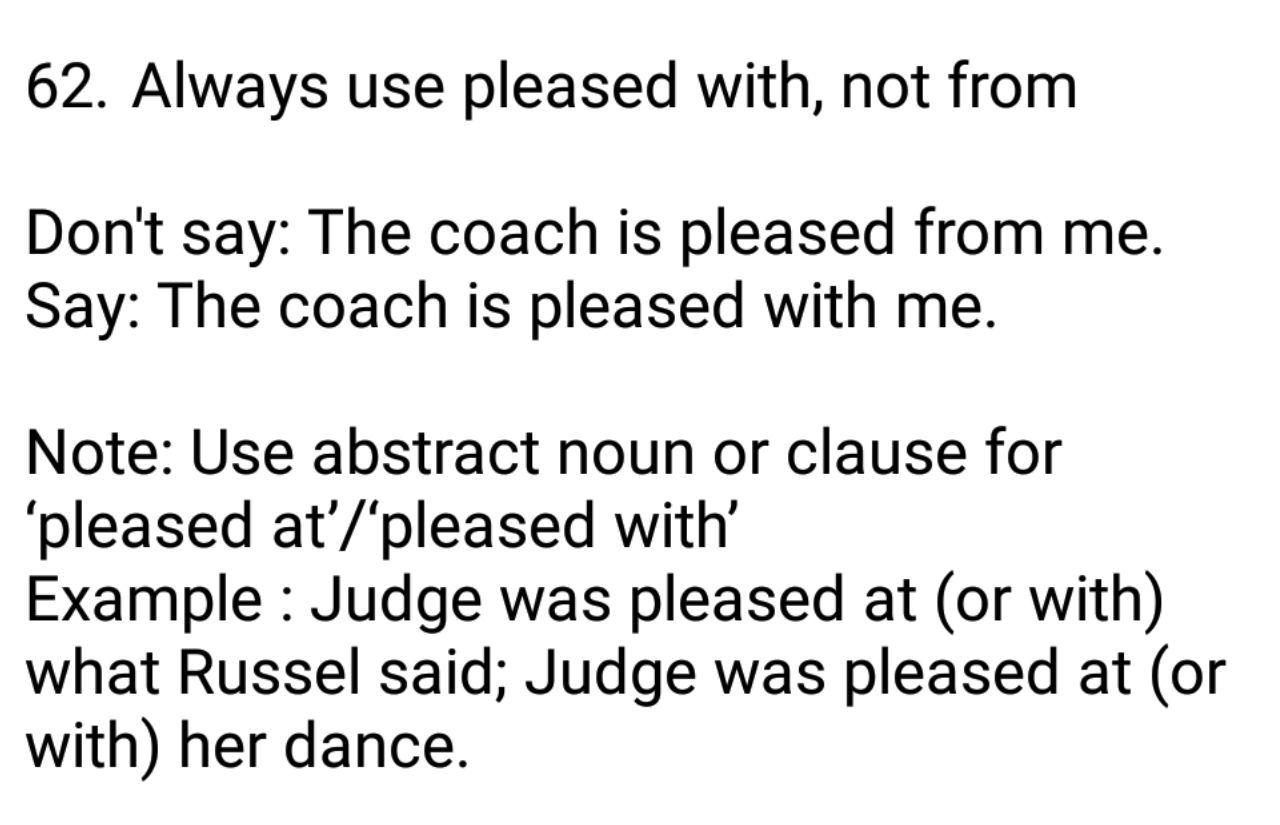 62. Always use pleased with, not from
Don't say: The coach is pleased from me.
Say: The coach is pleased with me.
Note: Use abstract noun or clause for
‘pleased at’/‘pleased with’
Example : Judge was pleased at (or with)
what Russel said; Judge was pleased at (or
with) her dance.